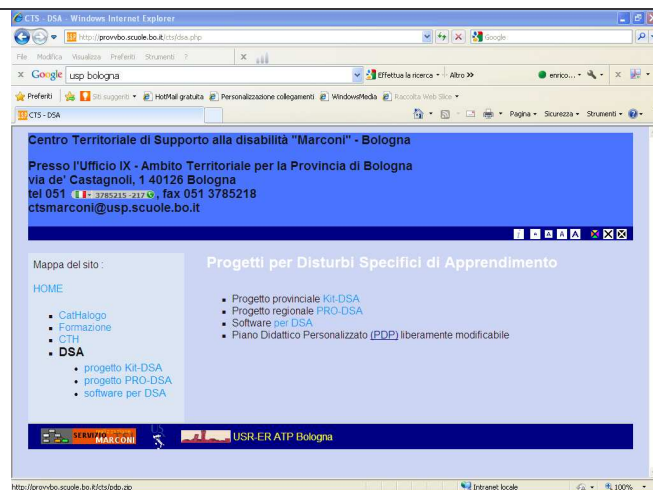 CTS - DSA - Windows Internet Explorer
http://provvbo.scuole.bo.it/cts/dsa.php
Google
File Modifica Visualizza Preferiti Strumenti ?
Google usp bologna Effettua la ricerca Altro >> enrico...
Preferiti Siti suggeriti HotMail gratuita Personalizzazione collegamenti WindowsMedia Raccolta Web Slice
CTS - DSA Pagina Sicurezza Strumenti
Centro Territoriale di Supporto alla disabilità "Marconi" - Bologna
Presso l'Ufficio IX - Ambito Territoriale per la Provincia di Bologna
via de' Castagnoli, 1 40126 Bologna
tel 051 3785215 -217 , fax 051 3785218
ctsmarconi@usp.scuole.bo.it
A A A
Mappa del sito :
HOME
CatHalogo
Formazione
CTH
DSA
progetto Kit-DSA
progetto PRO-DSA
software per DSA
Progetti per Disturbi Specifici di Apprendimento
Progetto provinciale Kit-DSA
Progetto regionale PRO-DSA
Software per DSA
Piano Didattico Personalizzato (PDP) liberamente modificabile
SERVIZIO MARCONI
US
USR-ER ATP Bologna
http://provvbo.scuole.bo.it/cts/pdp.zip Intranet locale 100%